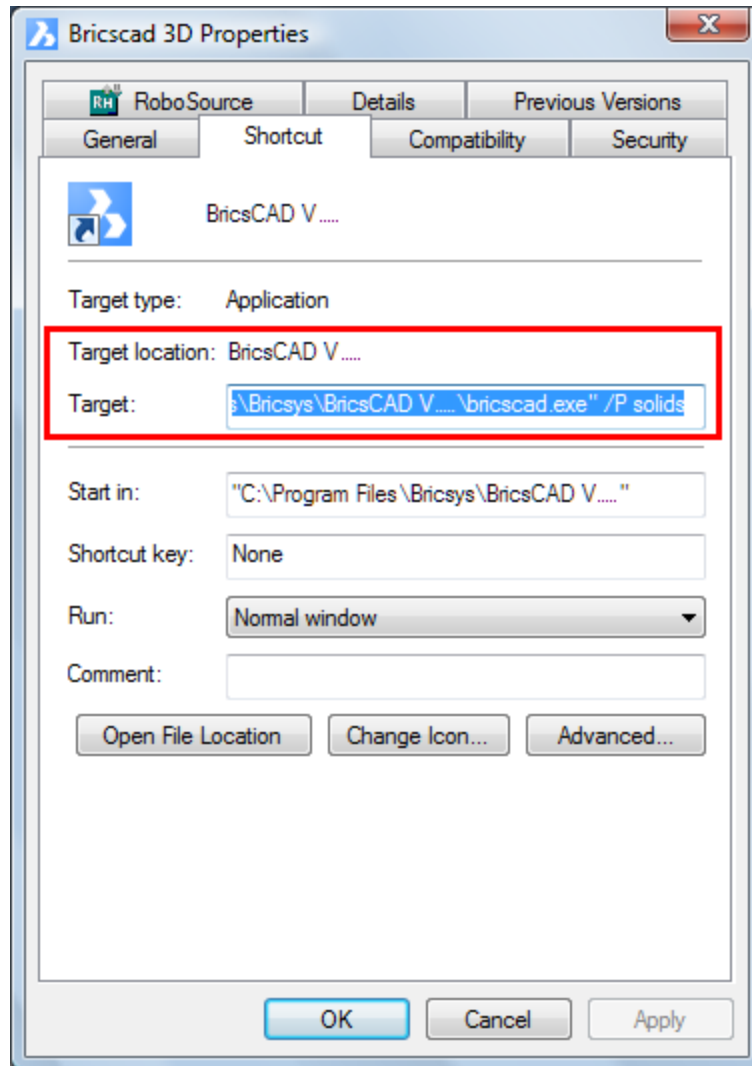 Bricscad 3D Properties
RH RoboSource Details Previous Versions
General Shortcut Compatibility Security
BricsCAD V.....
Target type: Application
Target location: BricsCAD V.....
Target: s\Bricsys\BricsCAD V.....\bricscad.exe" /P solids
Start in: "C:\Program Files\Bricsys\BricsCAD V....."
Shortcut key: None
Run: Normal window
Comment:
Open File Location Change Icon... Advanced...
OK Cancel Apply